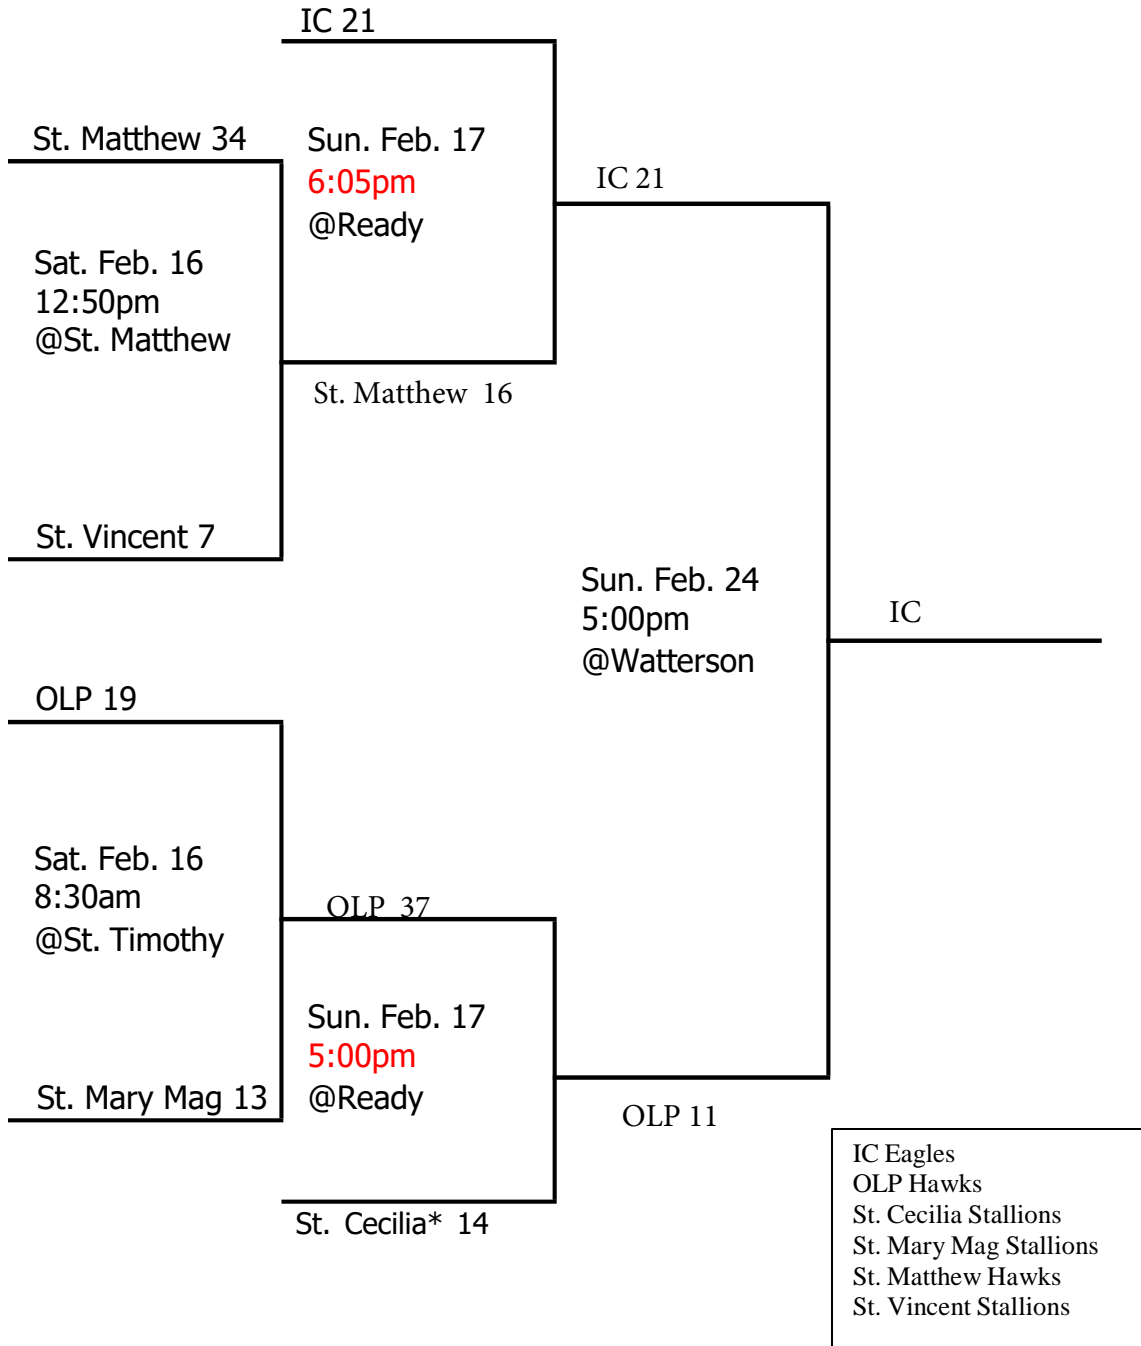 IC 21
St. Matthew 34
Sun. Feb. 17
6:05pm
@Ready
IC 21
Sat. Feb. 16
12:50pm
@St. Matthew
St. Matthew  16
St. Vincent 7
Sun. Feb. 24
5:00pm
@Watterson
IC
OLP 19
Sat. Feb. 16
8:30am
@St. Timothy
OLP  37
Sun. Feb. 17
5:00pm
@Ready
St. Mary Mag 13
OLP 11
St. Cecilia* 14
IC Eagles
OLP Hawks
St. Cecilia Stallions
St. Mary Mag Stallions
St. Matthew Hawks
St. Vincent Stallions